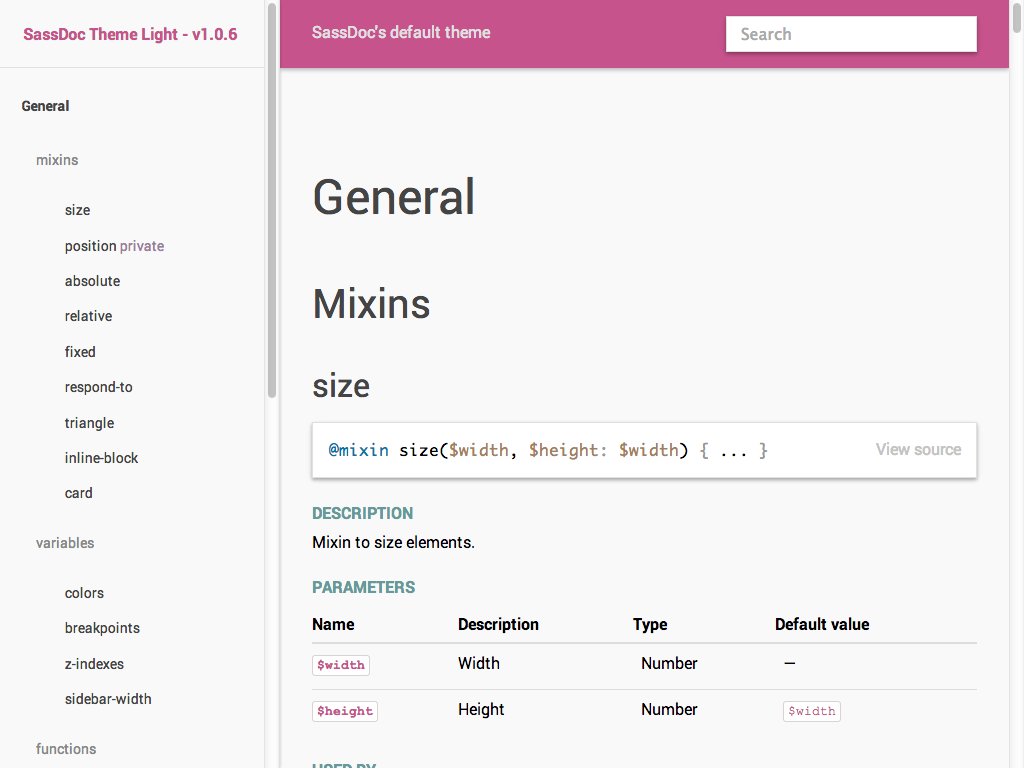 SassDoc Theme Light - v1.0.6
General
mixins
size
position private
absolute
relative
fixed
respond-to
triangle
inline-block
card
variables
colors
breakpoints
z-indexes
sidebar-width
functions
SassDoc's default theme
Search
General
Mixins
size
@mixin size($width, $height: $width) { ... }
View source
DESCRIPTION
Mixin to size elements.
PARAMETERS
Name Description Type Default value
$width Width Number —
$height Height Number $width
USED BY